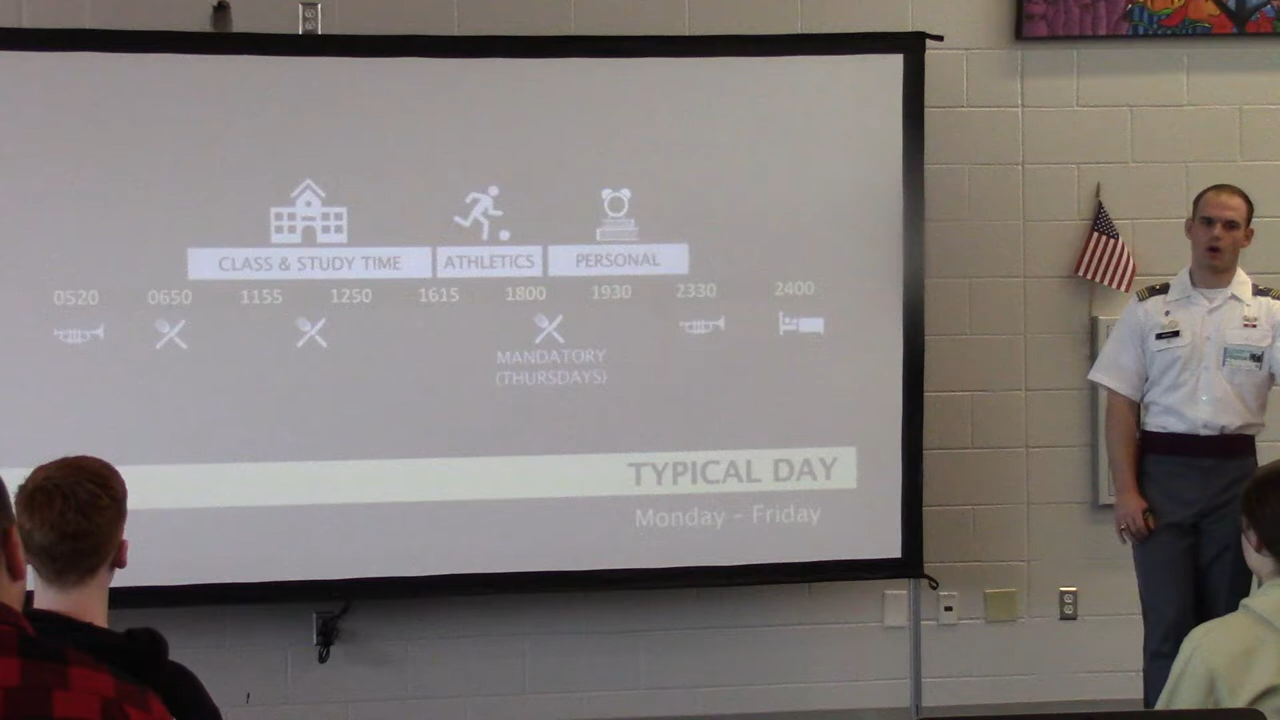 CLASS & STUDY TIME ATHLETICS PERSONAL
0520 0650 1155 1250 1615 1800 1930 2330 2400
MANDATORY
(THURSDAYS)
TYPICAL DAY
Monday - Friday